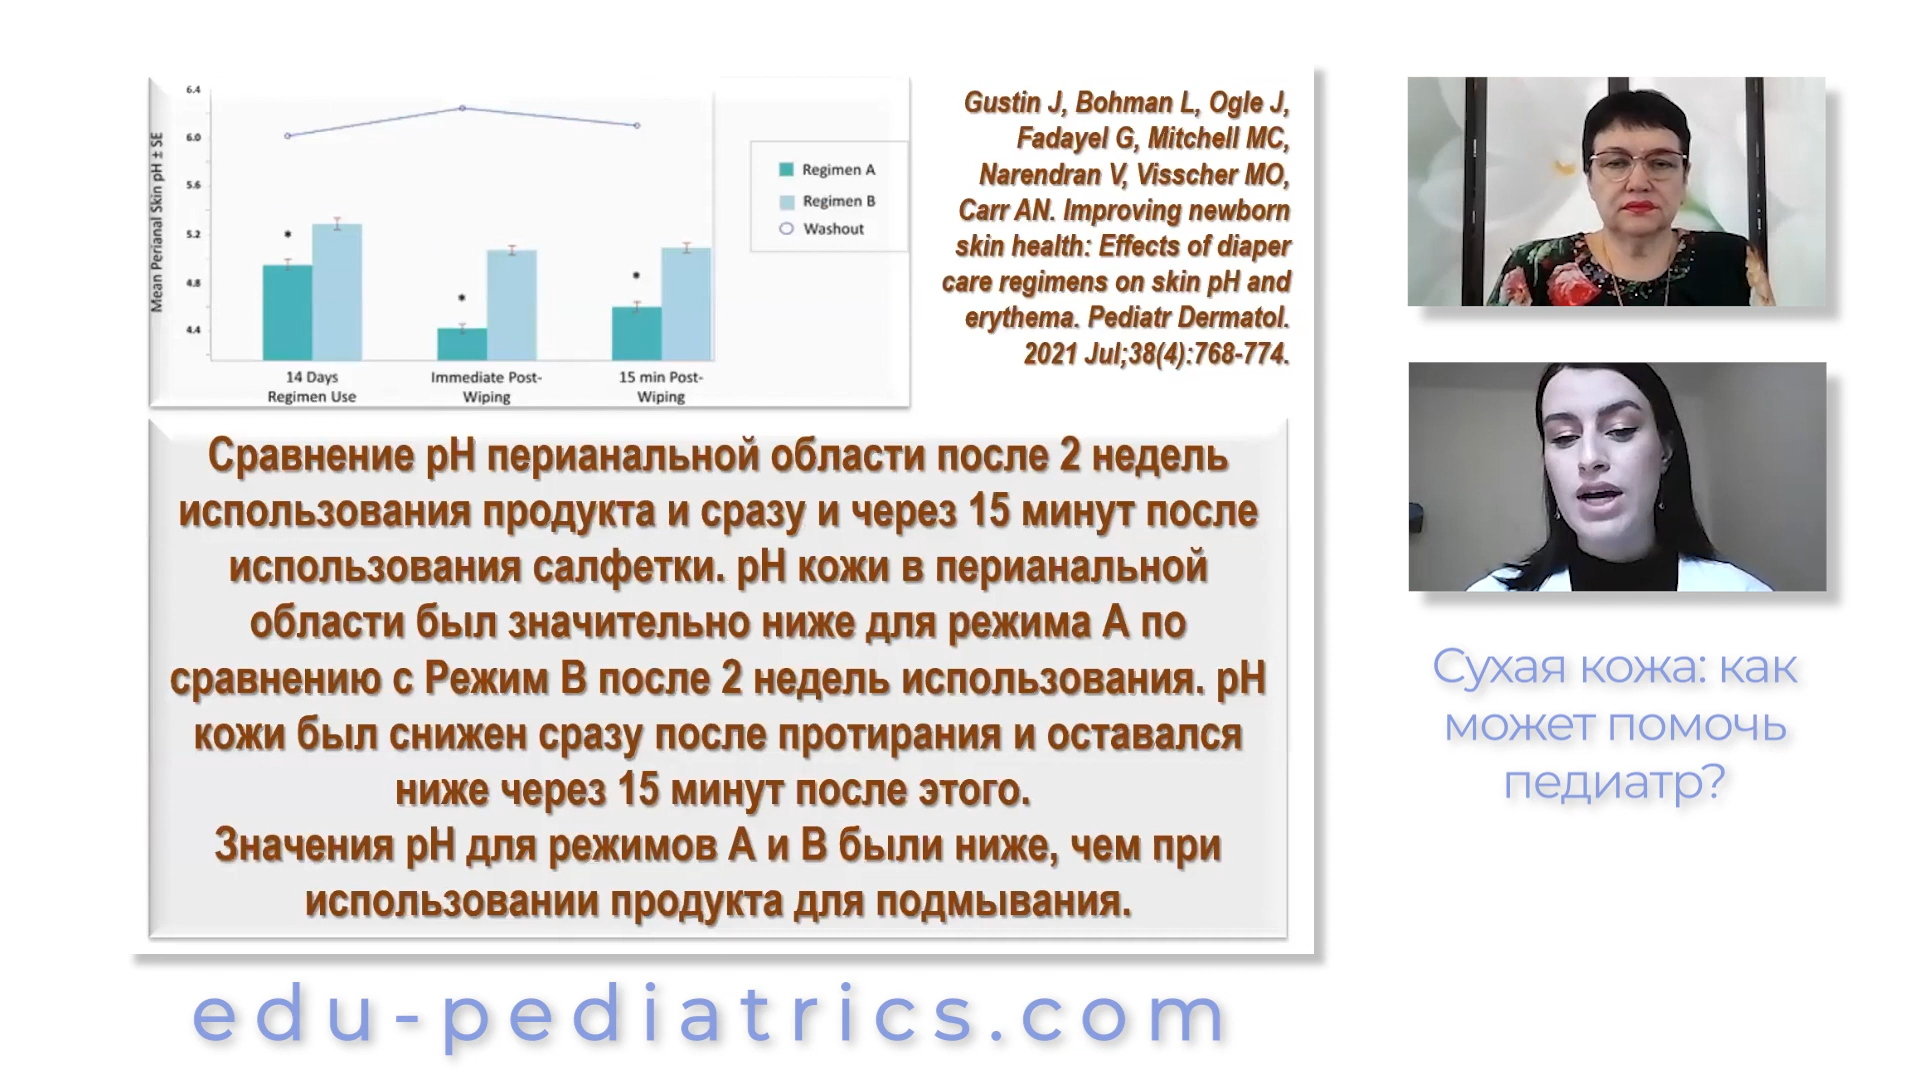 6.4
6.0
5.6
5.2
4.8
4.4
Mean Perianal Skin pH ± SE
*
*
*
14 Days
Regimen Use
Immediate Post-
Wiping
15 min Post-
Wiping
Regimen A
Regimen B
Washout
Gustin J, Bohman L, Ogle J,
Fadayel G, Mitchell MC,
Narendran V, Visscher MO,
Carr AN. Improving newborn
skin health: Effects of diaper
care regimens on skin pH and
erythema. Pediatr Dermatol.
2021 Jul;38(4):768-774.
Сравнение pH перианальной области после 2 недель
использования продукта и сразу и через 15 минут после
использования салфетки. pH кожи в перианальной
области был значительно ниже для режима А по
сравнению с Режим В после 2 недель использования. pH
кожи был снижен сразу после протирания и оставался
ниже через 15 минут после этого.
Значения pH для режимов А и В были ниже, чем при
использовании продукта для подмывания.
Сухая кожа: как
может помочь
педиатр?
edu-pediatrics.com